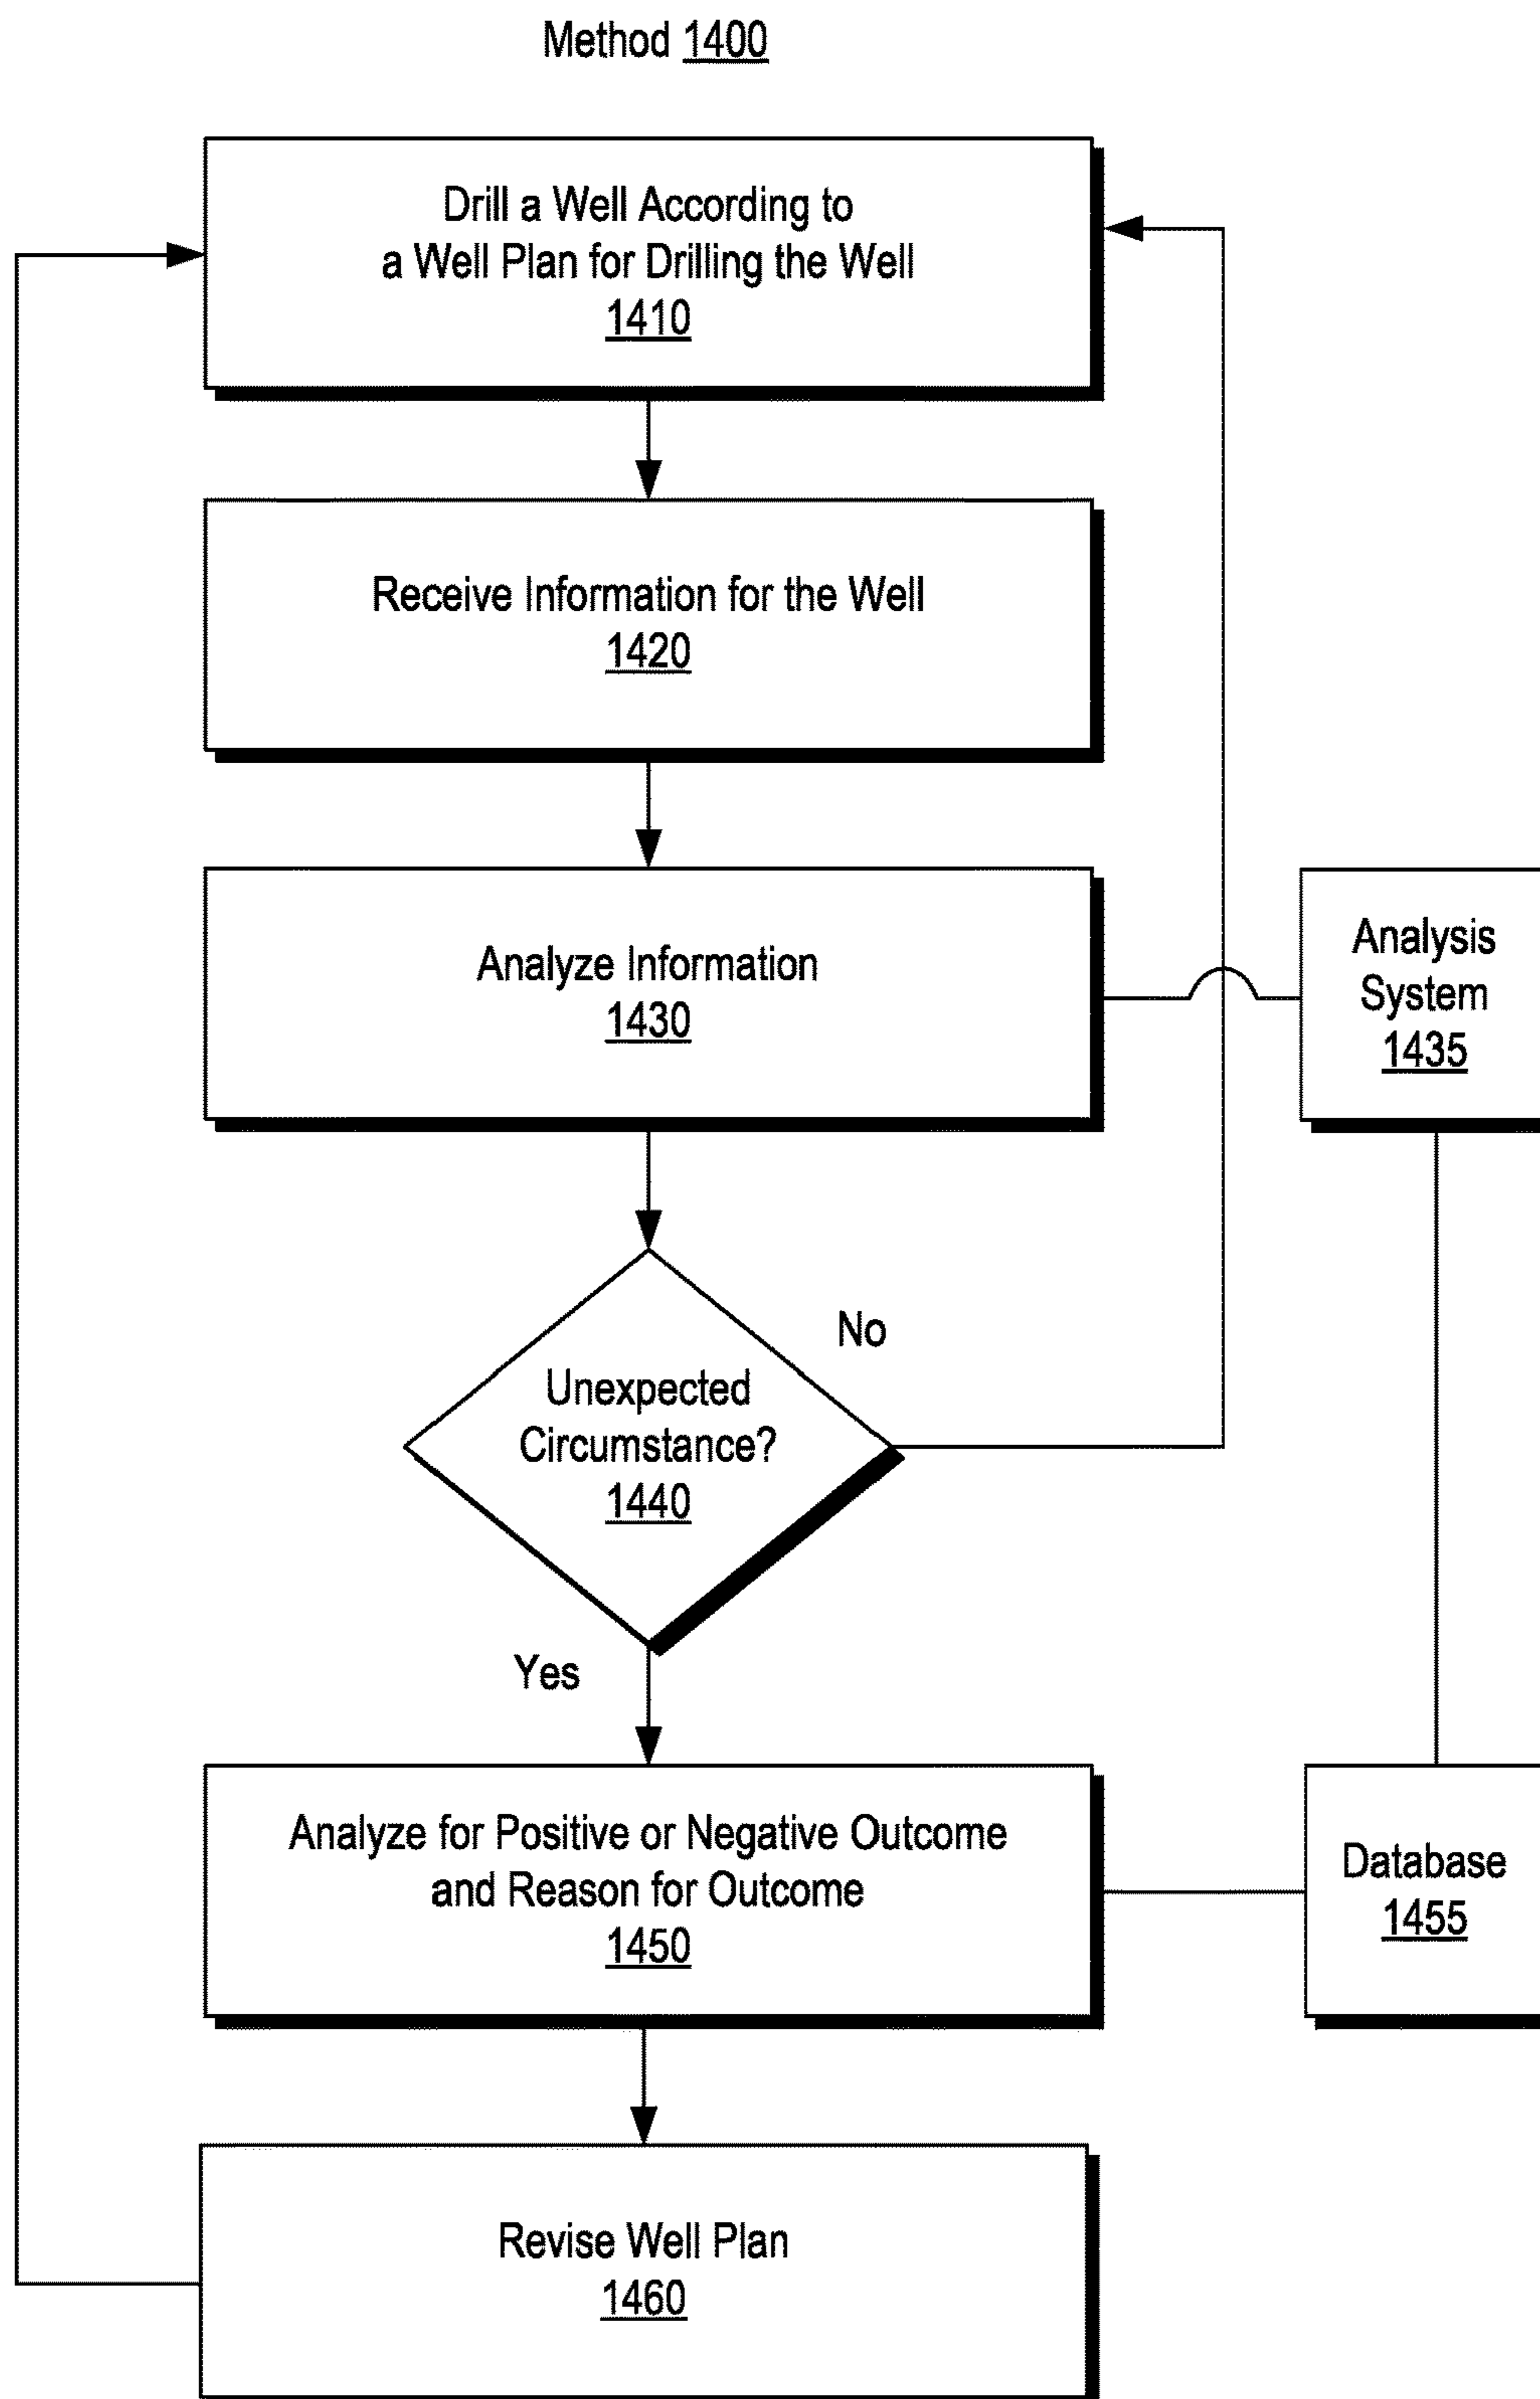 Method 1400
Drill a Well According to
a Well Plan for Drilling the Well
1410
Receive Information for the Well
1420
Analyze Information
1430
Analysis
System
1435
No
Unexpected
Circumstance?
1440
Yes
Analyze for Positive or Negative Outcome
and Reason for Outcome
1450
Database
1455
Revise Well Plan
1460